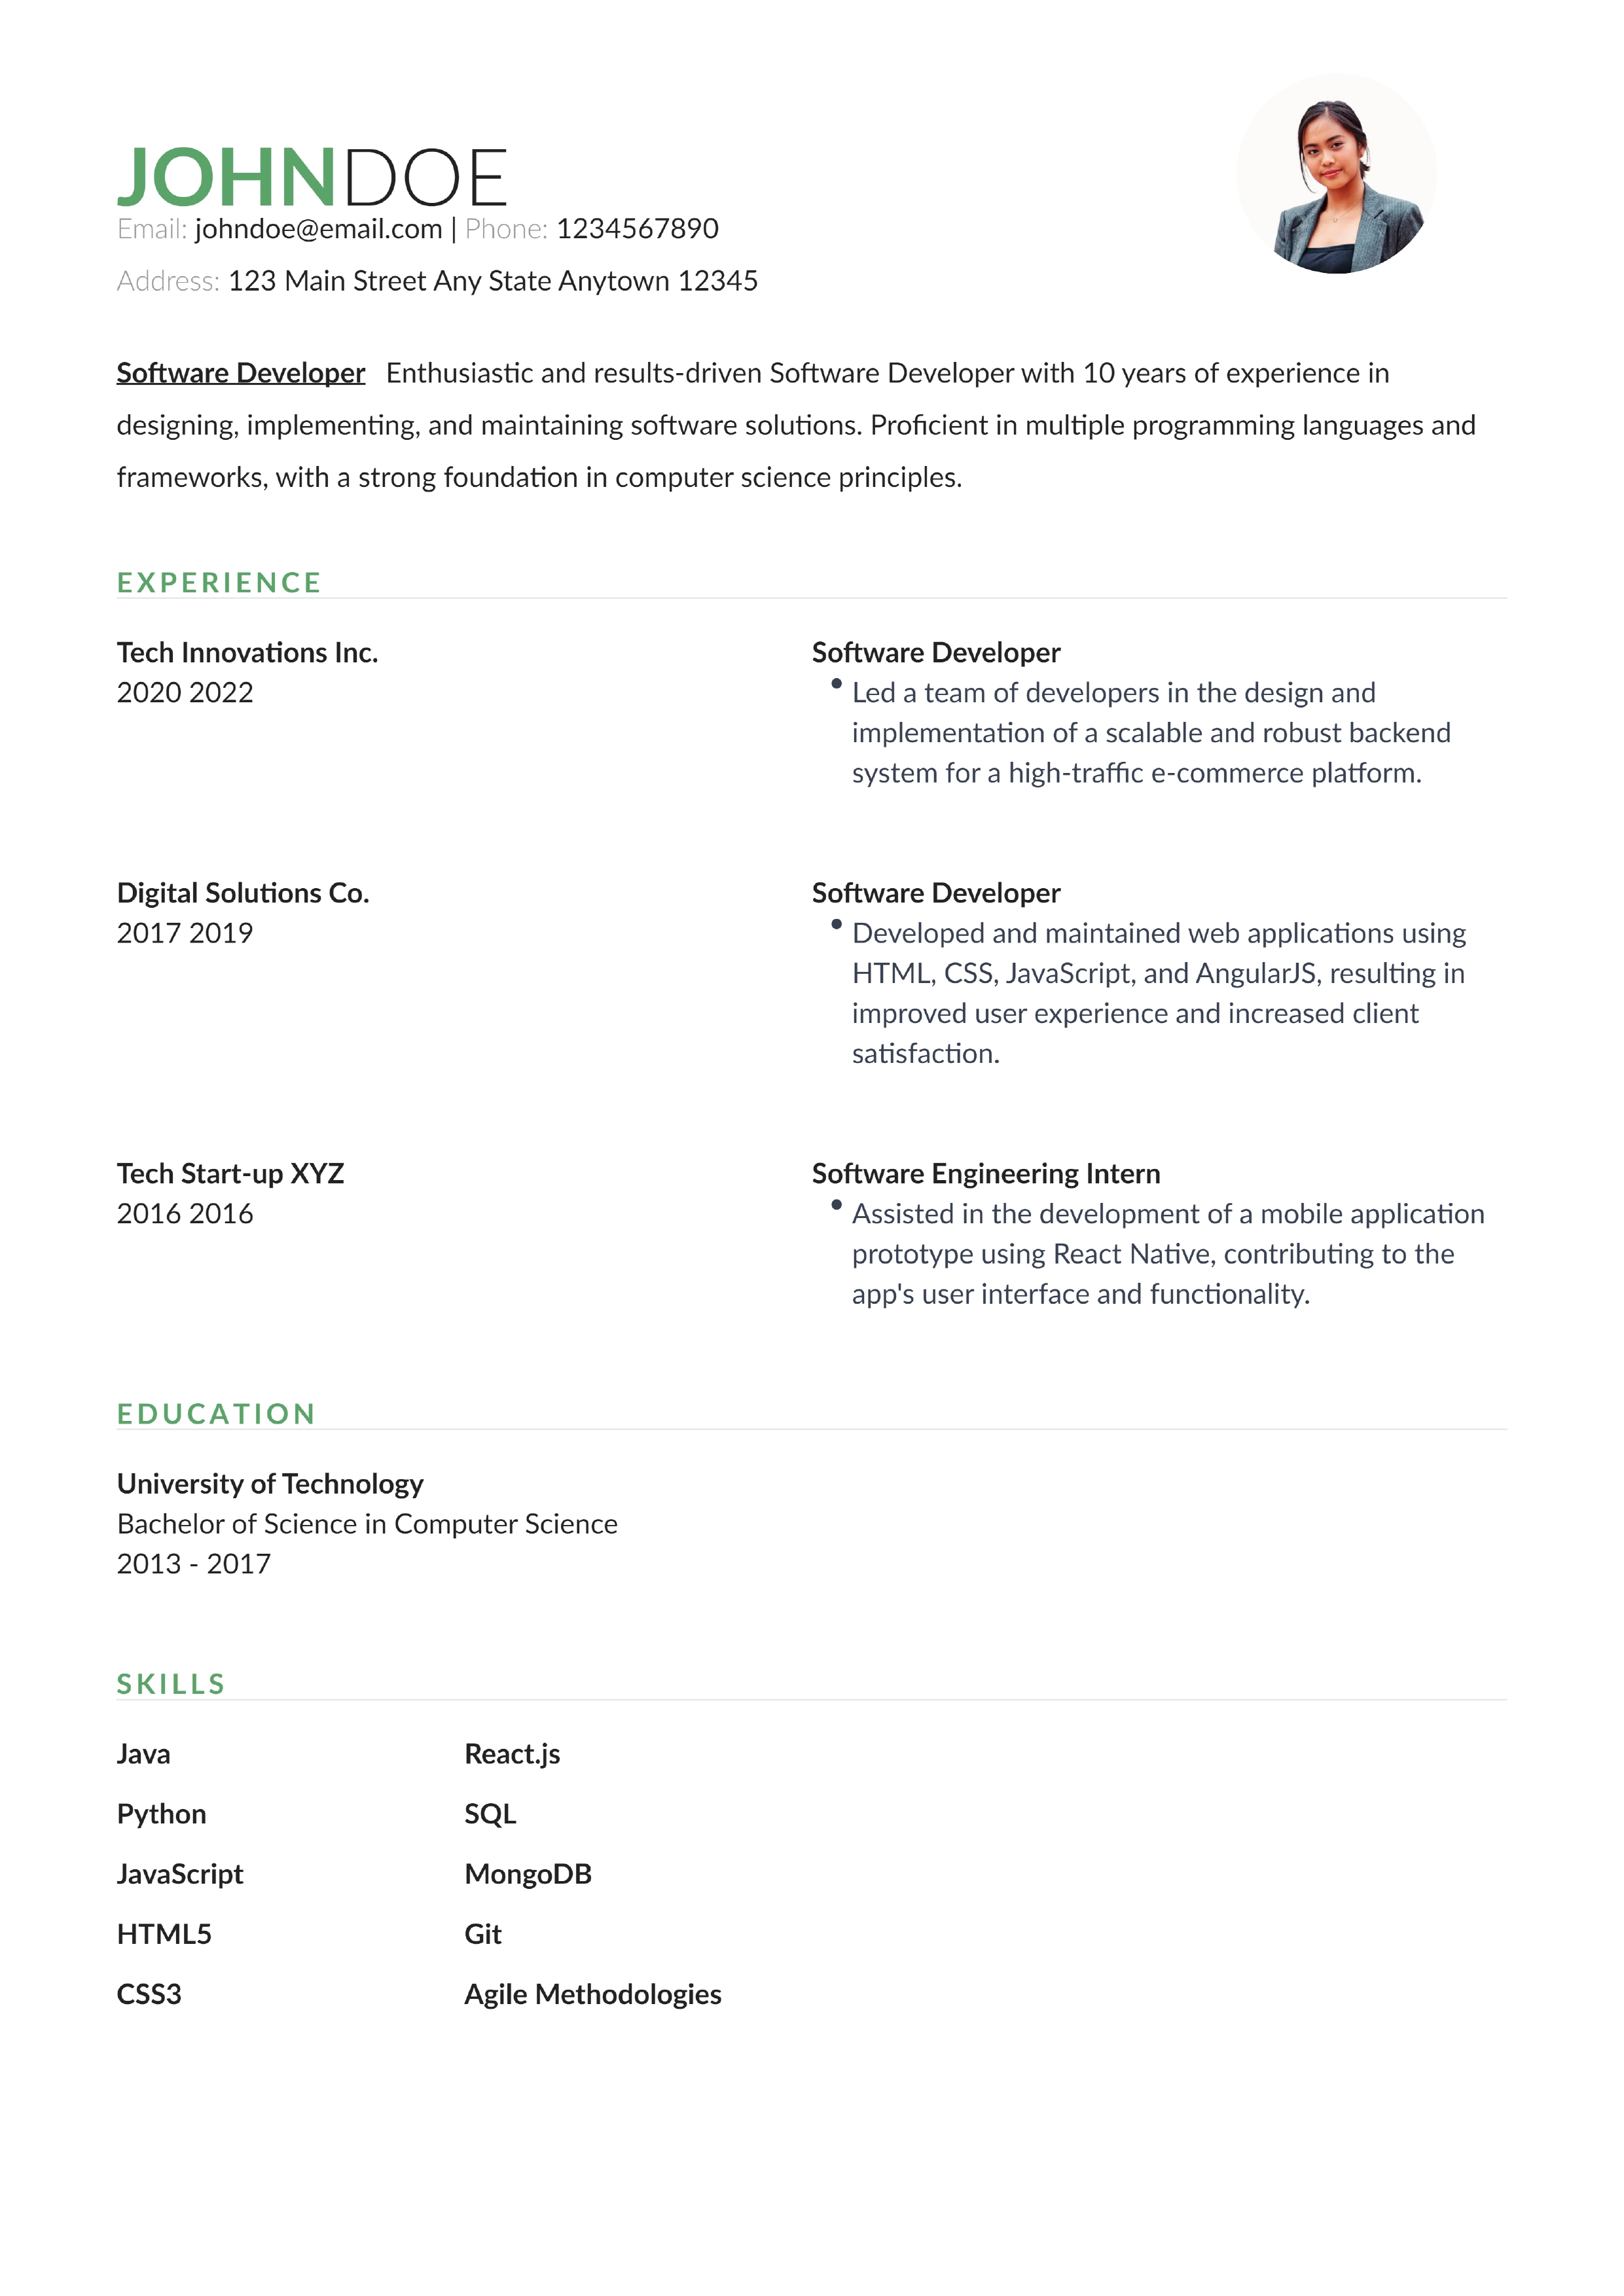 JOHNDOE
Email: johndoe@email.com | Phone: 1234567890
Address: 123 Main Street Any State Anytown 12345
Software Developer Enthusiastic and results-driven Software Developer with 10 years of experience in
designing, implementing, and maintaining software solutions. Proficient in multiple programming languages and
frameworks, with a strong foundation in computer science principles.
EXPERIENCE
Tech Innovations Inc.
2020 2022
Software Developer
• Led a team of developers in the design and
implementation of a scalable and robust backend
system for a high-traffic e-commerce platform.
Digital Solutions Co.
2017 2019
Software Developer
• Developed and maintained web applications using
HTML, CSS, JavaScript, and AngularJS, resulting in
improved user experience and increased client
satisfaction.
Tech Start-up XYZ
2016 2016
Software Engineering Intern
• Assisted in the development of a mobile application
prototype using React Native, contributing to the
app's user interface and functionality.
EDUCATION
University of Technology
Bachelor of Science in Computer Science
2013 - 2017
SKILLS
Java
Python
JavaScript
HTML5
CSS3
React.js
SQL
MongoDB
Git
Agile Methodologies